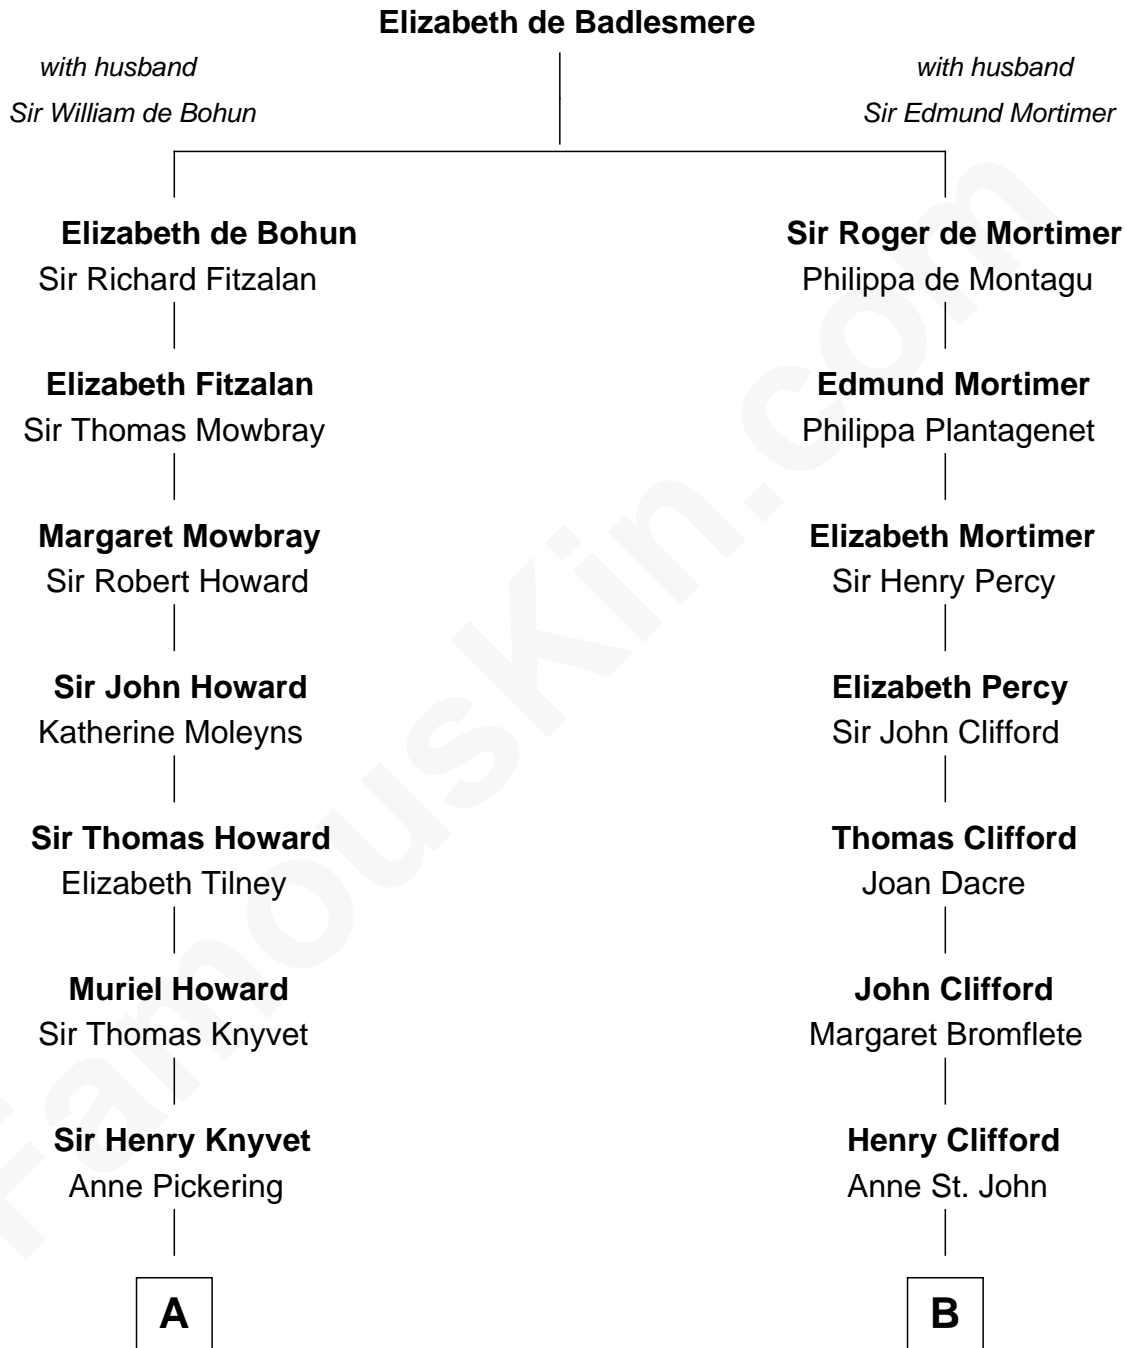 Elizabeth de Badlesmere
with husband
Sir William de Bohun
with husband
Sir Edmund Mortimer
Elizabeth de Bohun
Sir Richard Fitzalan
Sir Roger de Mortimer
Philippa de Montagu
Elizabeth Fitzalan
Sir Thomas Mowbray
Edmund Mortimer
Philippa Plantagenet
Margaret Mowbray
Sir Robert Howard
Elizabeth Mortimer
Sir Henry Percy
Sir John Howard
Katherine Moleyns
Elizabeth Percy
Sir John Clifford
Sir Thomas Howard
Elizabeth Tilney
Thomas Clifford
Joan Dacre
Muriel Howard
Sir Thomas Knyvet
John Clifford
Margaret Bromflete
Sir Henry Knyvet
Anne Pickering
Henry Clifford
Anne St. John
A
B
FamousKin.com